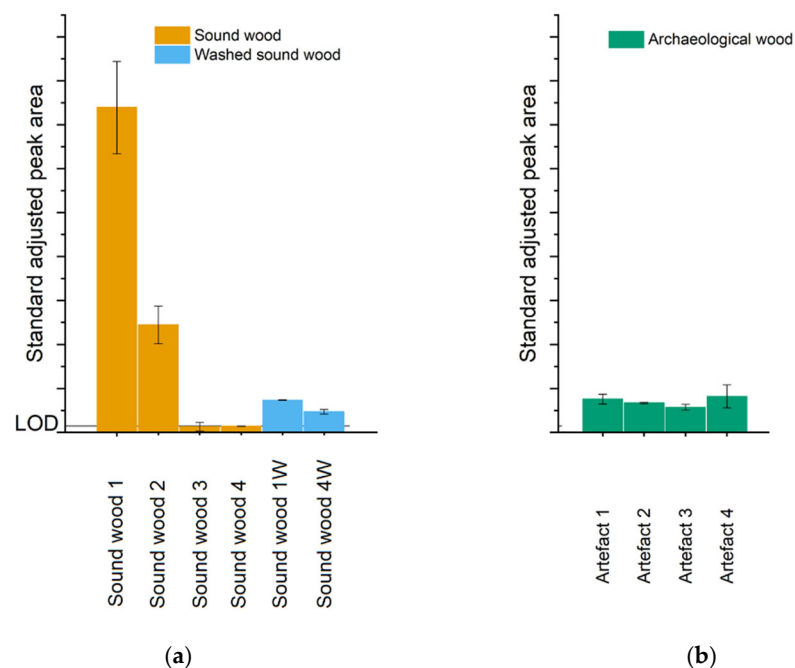 Standard adjusted peak area
Sound wood
Washed sound wood
LOD
Sound wood 1
Sound wood 2
Sound wood 3
Sound wood 4
Sound wood 1W
Sound wood 4W
(a)
Standard adjusted peak area
Archaeological wood
Artefact 1
Artefact 2
Artefact 3
Artefact 4
(b)